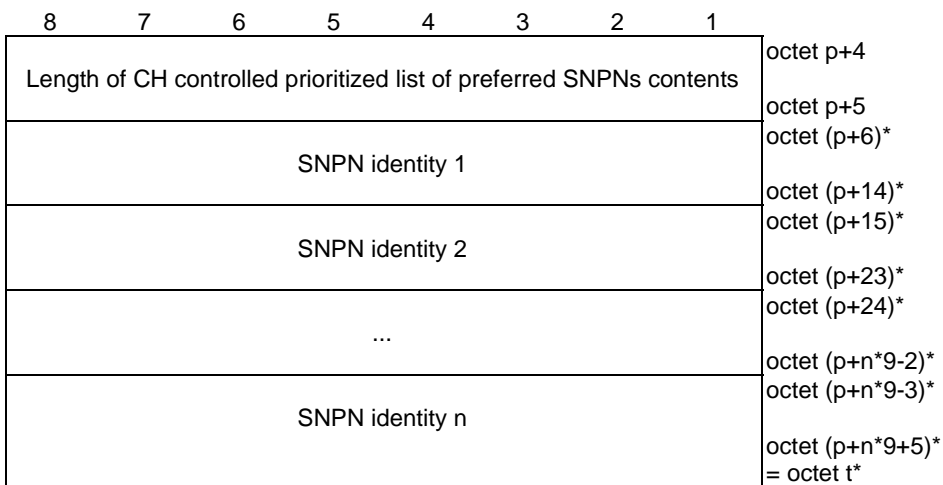 8 7 6 5 4 3 2 1
octet p+4
Length of CH controlled prioritized list of preferred SNPNs contents
octet p+5
octet (p+6)*
SNPN identity 1
octet (p+14)*
octet (p+15)*
SNPN identity 2
octet (p+23)*
octet (p+24)*
...
octet (p+n*9-2)*
octet (p+n*9-3)*
SNPN identity n
octet (p+n*9+5)*
= octet t*